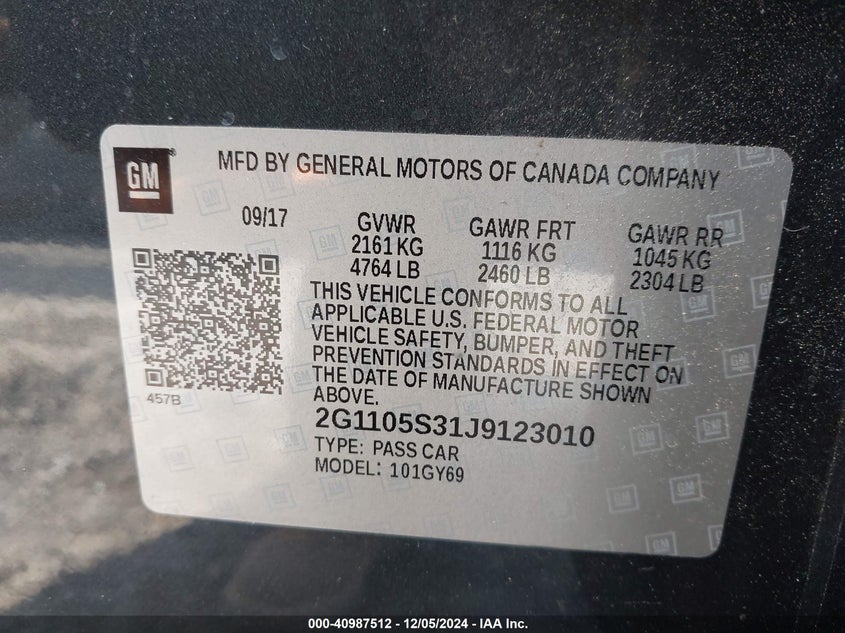 GM
MFD BY GENERAL MOTORS OF CANADA COMPANY
09/17
GVWR
2161 KG
4764 LB
GAWR FRT
1116 KG
2460 LB
GAWR RR
1045 KG
2304 LB
THIS VEHICLE CONFORMS TO ALL
APPLICABLE U.S. FEDERAL MOTOR
VEHICLE SAFETY, BUMPER, AND THEFT
PREVENTION STANDARDS IN EFFECT ON
THE DATE OF MANUFACTURE SHOWN
ABOVE.
457B
2G1105S31J9123010
TYPE: PASS CAR
MODEL: 101GY69
000-40987512 - 12/05/2024 - IAA Inc.